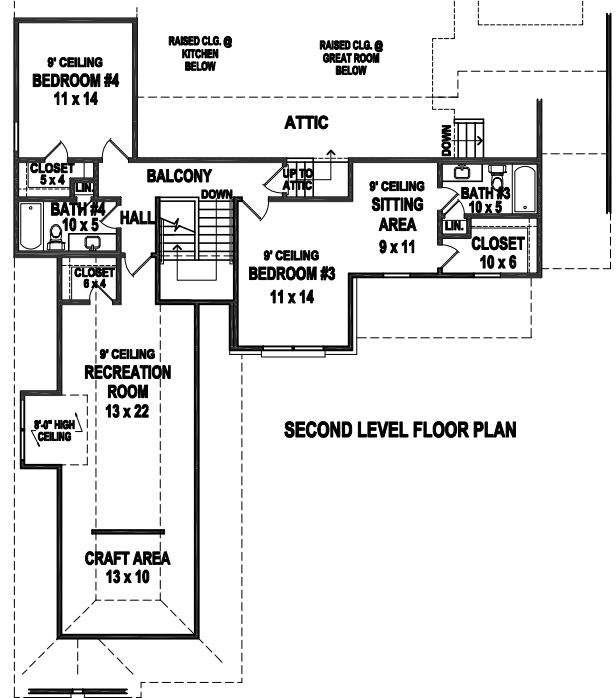 9' CEILING
BEDROOM #4
11 x 14
RAISED CLG. @
KITCHEN
BELOW
RAISED CLG. @
GREAT ROOM
BELOW
ATTIC
DOWN
CLOSET
5 x 4
LIN.
BALCONY
UP TO
ATTIC
DOWN
BATH #4
10 x 5
HALL
9' CEILING
SITTING
AREA
9 x 11
BATH #3
10 x 5
LIN.
CLOSET
10 x 6
9' CEILING
BEDROOM #3
11 x 14
CLOSET
6 x 4
9' CEILING
RECREATION
ROOM
13 x 22
8'-0" HIGH
CEILING
SECOND LEVEL FLOOR PLAN
CRAFT AREA
13 x 10